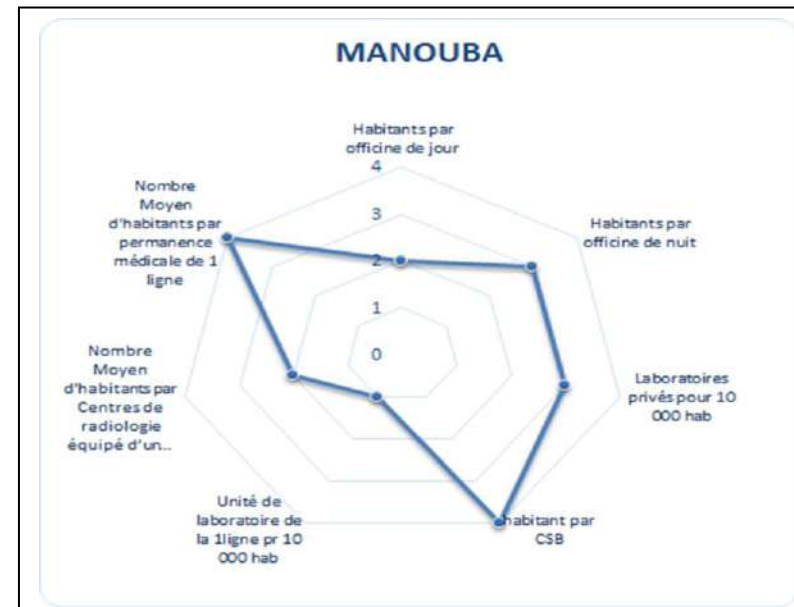 MANOUBA
Habitants par
officine de jour
4
3
2
1
0
Habitants par
officine de nuit
Laboratoires
privés pour 10
000 hab
habitant par
CSB
Unité de
laboratoire de
la 1ligne pr 10
000 hab
Nombre
Moyen
d'habitants par
Centres de
radiologie
équipé d'un...
Nombre
Moyen
d'habitants par
permanence
médicale de 1
ligne